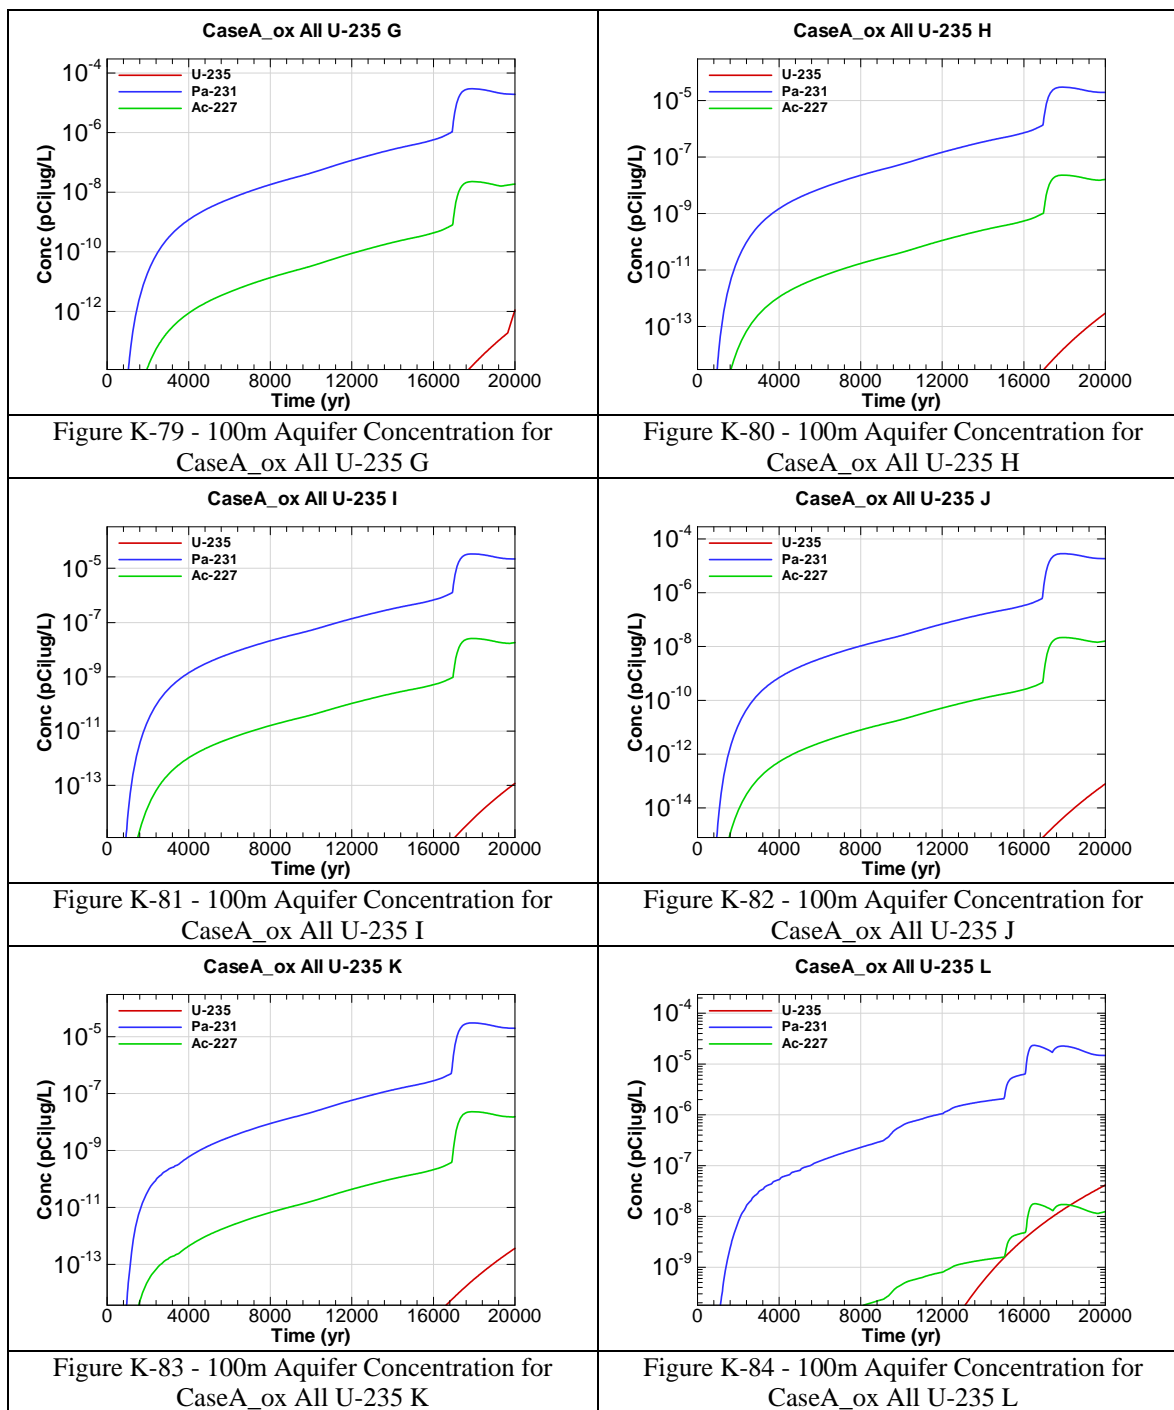 CaseA_ox All U-235 G
U-235
Pa-231
Ac-227
10^-4
10^-6
10^-8
10^-10
10^-12
Conc (pCi|ug/L)
0 4000 8000 12000 16000 20000
Time (yr)
Figure K-79 - 100m Aquifer Concentration for
CaseA_ox All U-235 G
CaseA_ox All U-235 H
U-235
Pa-231
Ac-227
10^-5
10^-7
10^-9
10^-11
10^-13
Conc (pCi|ug/L)
0 4000 8000 12000 16000 20000
Time (yr)
Figure K-80 - 100m Aquifer Concentration for
CaseA_ox All U-235 H
CaseA_ox All U-235 I
U-235
Pa-231
Ac-227
10^-5
10^-7
10^-9
10^-11
10^-13
Conc (pCi|ug/L)
0 4000 8000 12000 16000 20000
Time (yr)
Figure K-81 - 100m Aquifer Concentration for
CaseA_ox All U-235 I
CaseA_ox All U-235 J
U-235
Pa-231
Ac-227
10^-4
10^-6
10^-8
10^-10
10^-12
10^-14
Conc (pCi|ug/L)
0 4000 8000 12000 16000 20000
Time (yr)
Figure K-82 - 100m Aquifer Concentration for
CaseA_ox All U-235 J
CaseA_ox All U-235 K
U-235
Pa-231
Ac-227
10^-5
10^-7
10^-9
10^-11
10^-13
Conc (pCi|ug/L)
0 4000 8000 12000 16000 20000
Time (yr)
Figure K-83 - 100m Aquifer Concentration for
CaseA_ox All U-235 K
CaseA_ox All U-235 L
U-235
Pa-231
Ac-227
10^-4
10^-5
10^-6
10^-7
10^-8
10^-9
Conc (pCi|ug/L)
0 4000 8000 12000 16000 20000
Time (yr)
Figure K-84 - 100m Aquifer Concentration for
CaseA_ox All U-235 L